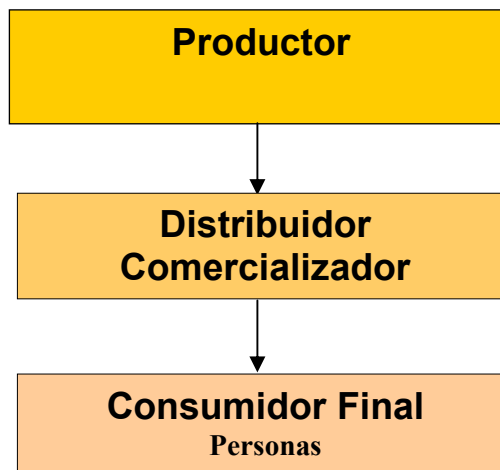 Productor
Distribuidor
Comercializador
Consumidor Final
Personas